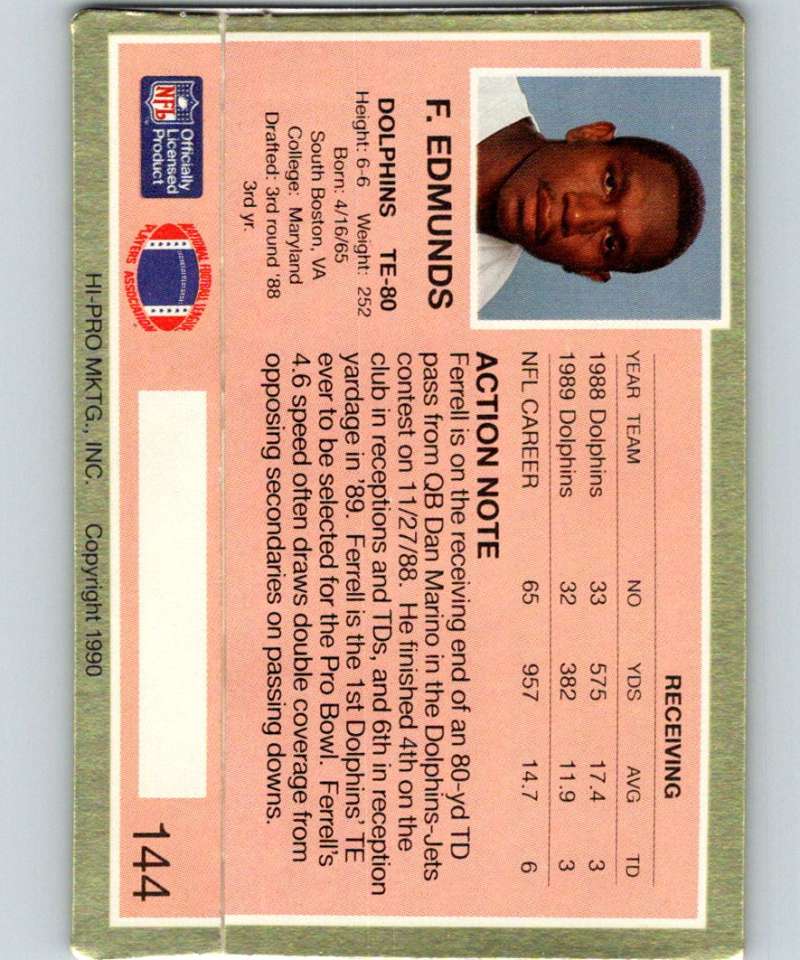 F. EDMUNDS
DOLPHINS TE-80
Height: 6-6 Weight: 252
Born: 4/16/65
South Boston, VA
College: Maryland
Drafted: 3rd round '88
3rd yr.
RECEIVING
YEAR TEAM NO YDS AVG TD
1988 Dolphins 33 575 17.4 3
1989 Dolphins 32 382 11.9 3
NFL CAREER 65 957 14.7 6
ACTION NOTE
Ferrell is on the receiving end of an 80-yd TD
pass from QB Dan Marino in the Dolphins-Jets
contest on 11/27/88. He finished 4th on the
club in receptions and TDs, and 6th in reception
yardage in '89. Ferrell is the 1st Dolphins' TE
ever to be selected for the Pro Bowl. Ferrell's
4.6 speed often draws double coverage from
opposing secondaries on passing downs.
NFL
Officially
Licensed
Product
NATIONAL FOOTBALL LEAGUE
PLAYERS ASSOCIATION
144
HI-PRO MKTG., INC. Copyright 1990